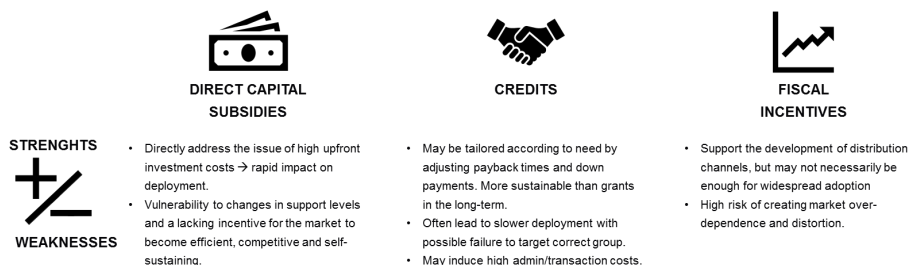 DIRECT CAPITAL
SUBSIDIES
CREDITS
FISCAL
INCENTIVES
STRENGHTS
WEAKNESSES
• Directly address the issue of high upfront
investment costs → rapid impact on
deployment.
• Vulnerability to changes in support levels
and a lacking incentive for the market to
become efficient, competitive and self-
sustaining.
• May be tailored according to need by
adjusting payback times and down
payments. More sustainable than grants
in the long-term.
• Often lead to slower deployment with
possible failure to target correct group.
• May induce high admin/transaction costs.
• Support the development of distribution
channels, but may not necessarily be
enough for widespread adoption
• High risk of creating market over-
dependence and distortion.